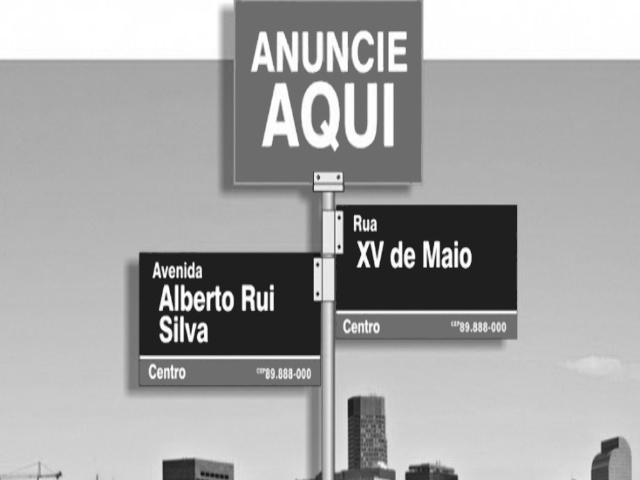 ANUNCIE
AQUI
Rua
XV de Maio
Centro
CEP89.888-000
Avenida
Alberto Rui
Silva
Centro
CEP89.888-000